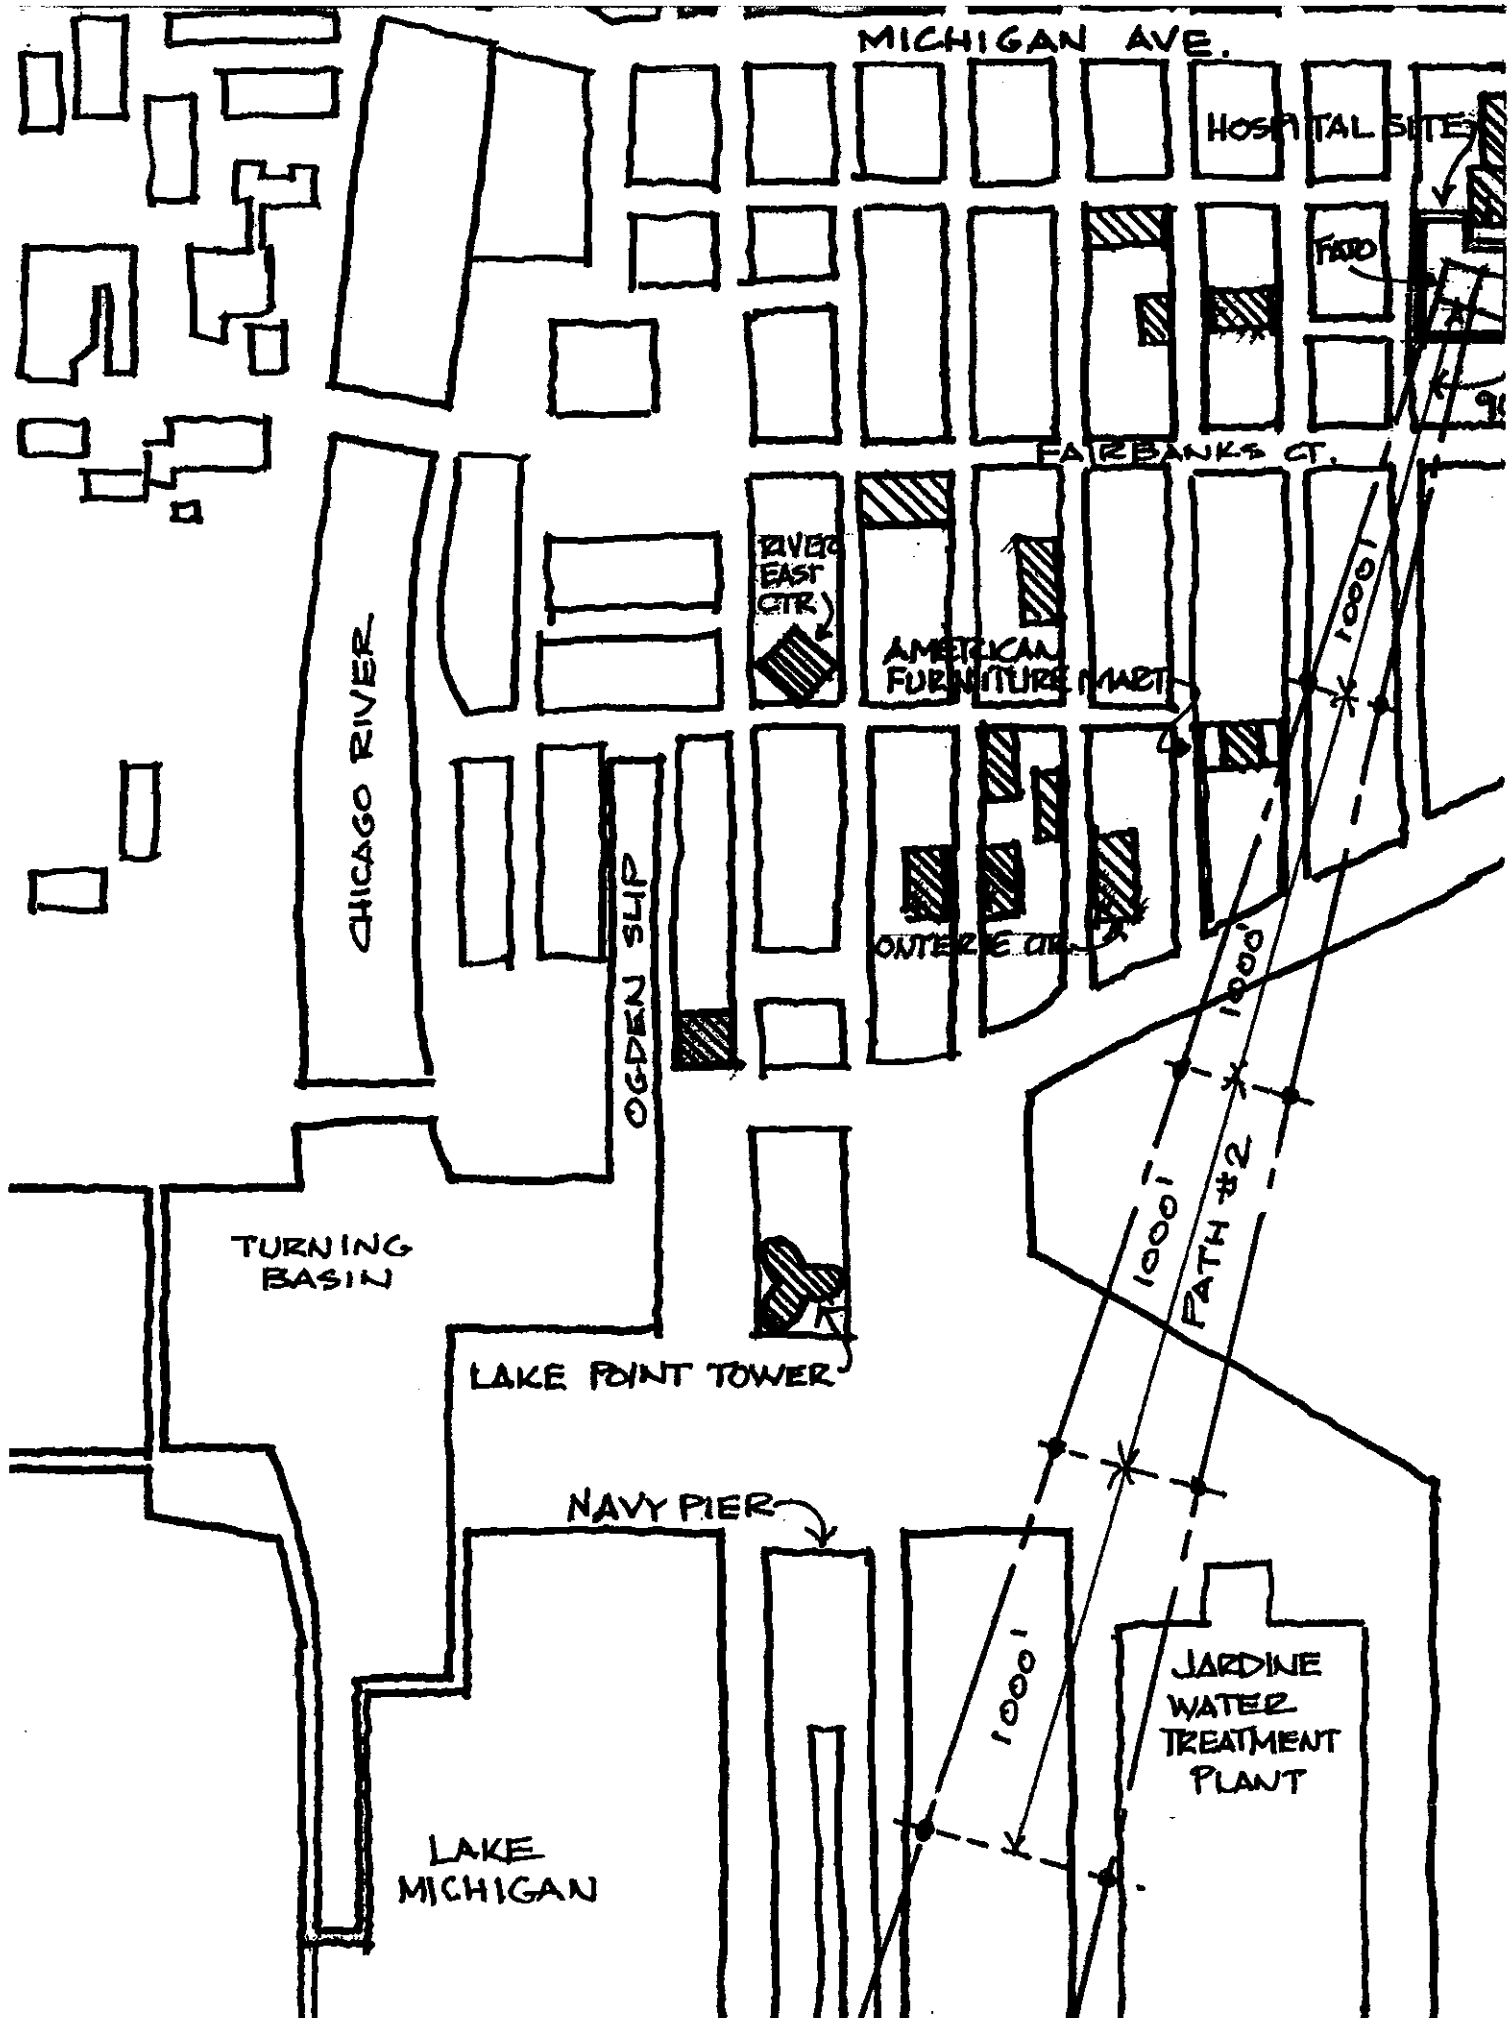 MICHIGAN AVE.
HOSPITAL SITE
FATO
FAIRBANKS CT.
RIVER
EAST
CTR
1000'
AMERICAN
FURNITURE MART
CHICAGO RIVER
OGDEN SLIP
ONTERIE CTR.
1000'
PATH #2
1000'
TURNING
BASIN
LAKE POINT TOWER
NAVY PIER
1000'
JARDINE
WATER
TREATMENT
PLANT
LAKE
MICHIGAN